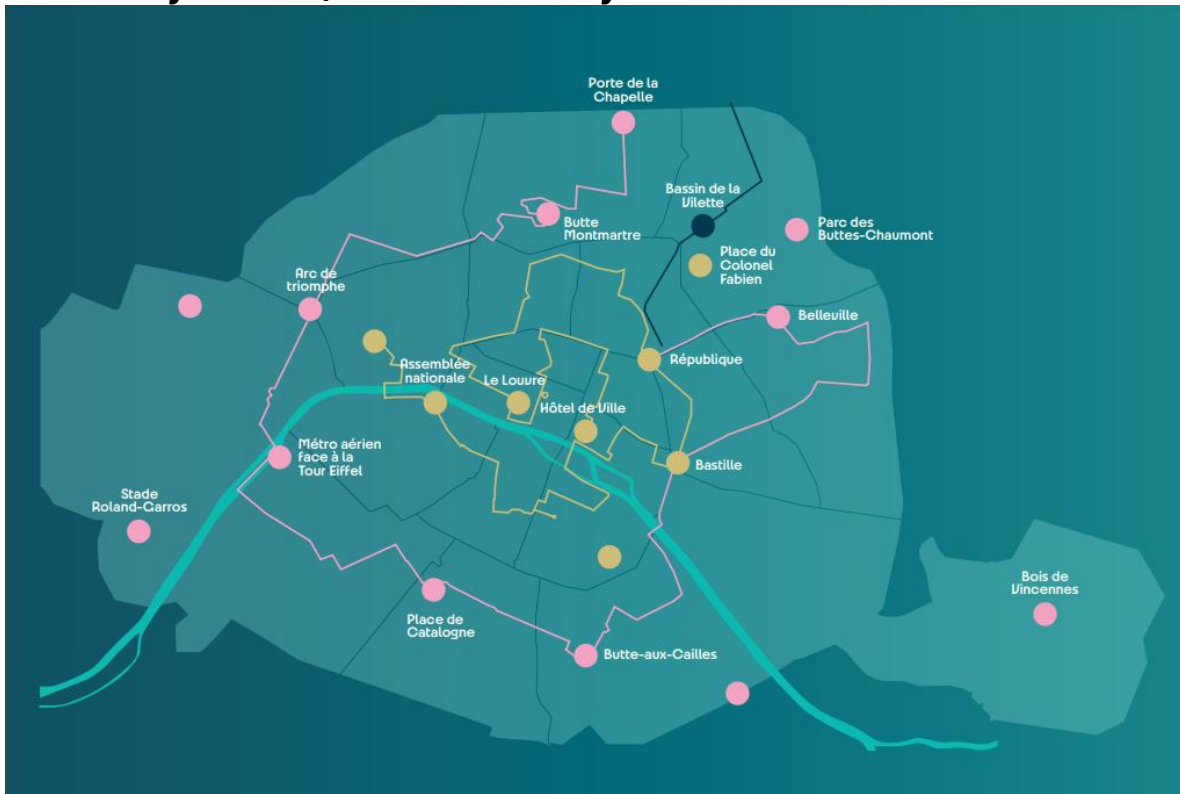 Porte de la
Chapelle
Bassin de la
Vilette
Butte
Montmartre
Parc des
Buttes-Chaumont
Place du
Colonel
Fabien
Arc de
triomphe
Belleville
République
Assemblée
nationale
Le Louvre
Hôtel de Ville
Métro aérien
face à la
Tour Eiffel
Bastille
Stade
Roland-Garros
Bois de
Vincennes
Place de
Catalogne
Butte-aux-Cailles